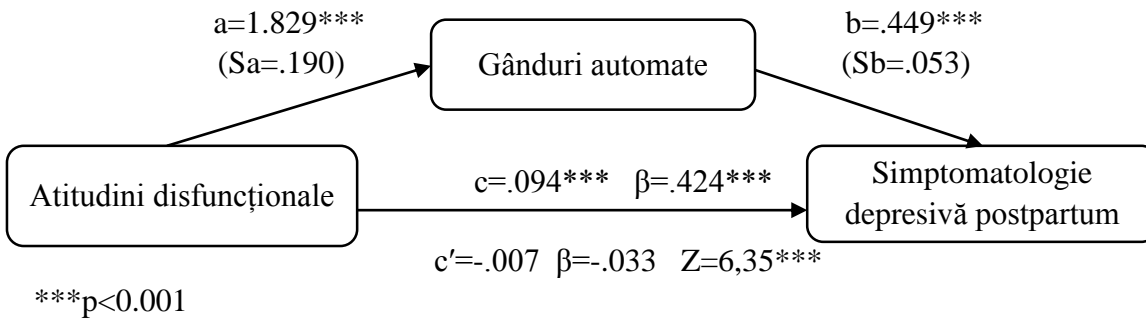 a=1.829***
(Sa=.190)
Gânduri automate
b=.449***
(Sb=.053)
Atitudini disfuncționale
c=.094*** β=.424***
Simptomatologie
depresivă postpartum
c′=-.007 β=-.033 Z=6,35***
***p<0.001